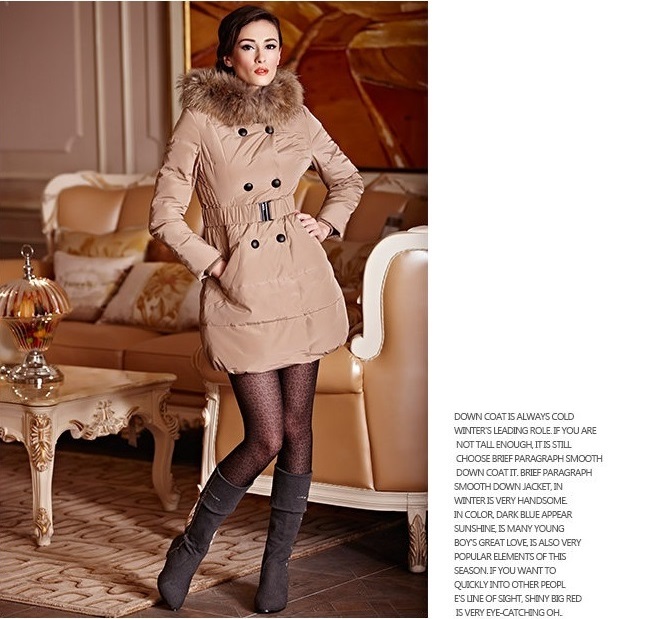 DOWN COAT IS ALWAYS COLD
WINTER'S LEADING ROLE. IF YOU ARE
NOT TALL ENOUGH, IT IS STILL
CHOOSE BRIEF PARAGRAPH SMOOTH
DOWN COAT IT. BRIEF PARAGRAPH
SMOOTH DOWN JACKET, IN
WINTER IS VERY HANDSOME.
IN COLOR, DARK BLUE APPEAR
SUNSHINE, IS MANY YOUNG
BOY'S GREAT LOVE, IS ALSO VERY
POPULAR ELEMENTS OF THIS
SEASON. IF YOU WANT TO
QUICKLY INTO OTHER PEOPL
E'S LINE OF SIGHT, SHINY BIG RED
IS VERY EYE-CATCHING OH..